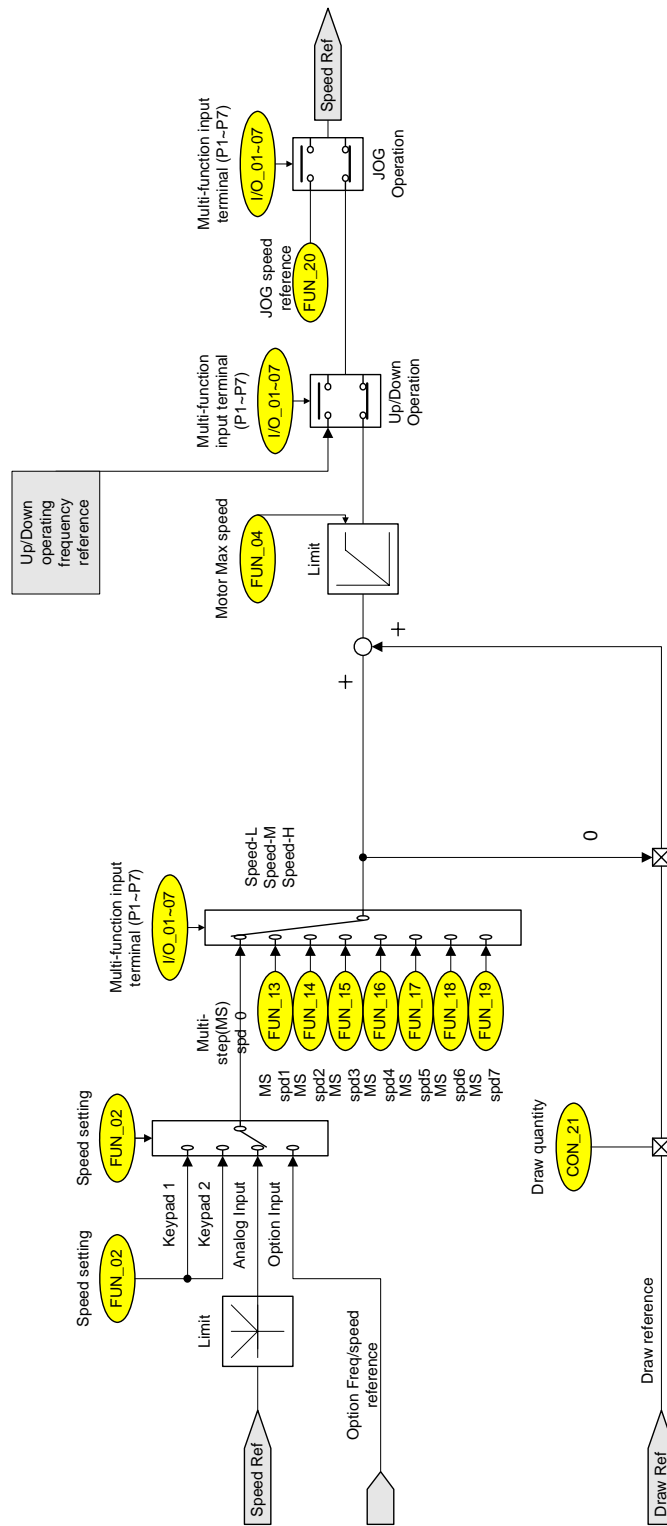 Speed Ref
Limit
Speed setting
FUN_02
Keypad 1
Keypad 2
Analog Input
Option Input
Option Freq/speed
reference
Speed setting
FUN_02
Multi-
step(MS)
spd 0
MS
spd1
MS
spd2
MS
spd3
MS
spd4
MS
spd5
MS
spd6
MS
spd7
FUN_13
FUN_14
FUN_15
FUN_16
FUN_17
FUN_18
FUN_19
Multi-function input
terminal (P1~P7)
I/O_01~07
Speed-L
Speed-M
Speed-H
0
+
+
Draw Ref
Draw reference
Draw quantity
CON_21
Motor Max speed
FUN_04
Limit
Up/Down
operating
frequency
reference
Multi-function
input terminal
(P1~P7)
I/O_01~07
Up/Down
Operation
JOG speed
reference
FUN_20
Multi-function input
terminal (P1~P7)
I/O_01~07
JOG
Operation
Speed Ref